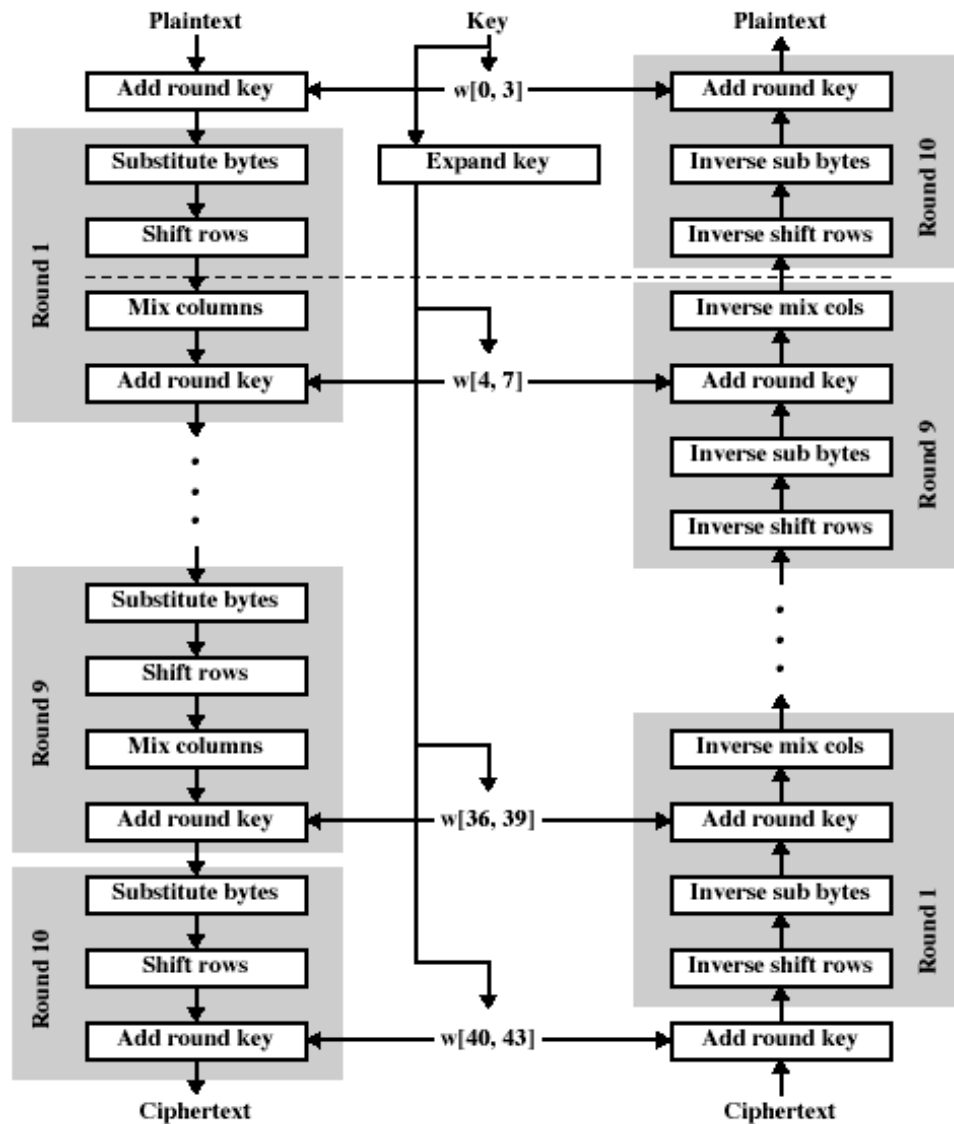 Plaintext
Key
Plaintext
Add round key
w[0, 3]
Add round key
Substitute bytes
Expand key
Inverse sub bytes
Round 10
Shift rows
Inverse shift rows
Round 1
Mix columns
Inverse mix cols
Add round key
w[4, 7]
Add round key
Inverse sub bytes
Round 9
Inverse shift rows
Substitute bytes
Shift rows
Round 9
Mix columns
Inverse mix cols
Add round key
w[36, 39]
Add round key
Substitute bytes
Inverse sub bytes
Round 1
Round 10
Shift rows
Inverse shift rows
Add round key
w[40, 43]
Add round key
Ciphertext
Ciphertext